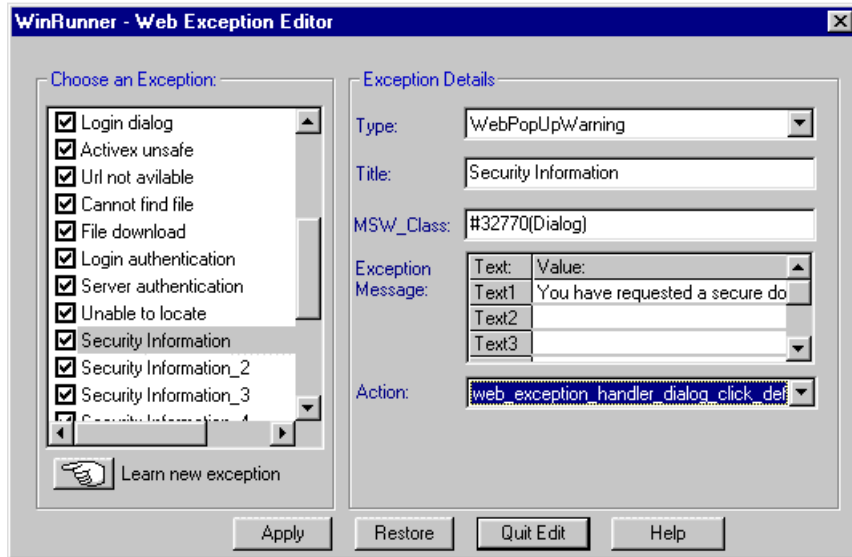 WinRunner - Web Exception Editor
Choose an Exception:
Login dialog
Activex unsafe
Url not avilable
Cannot find file
File download
Login authentication
Server authentication
Unable to locate
Security Information
Security Information_2
Security Information_3
Security Information_4
Learn new exception
Exception Details
Type: WebPopUpWarning
Title: Security Information
MSW_Class: #32770(Dialog)
Exception Message:
Text: Value:
Text1 You have requested a secure do
Text2
Text3
Action: web_exception_handler_dialog_click_def
Apply Restore Quit Edit Help